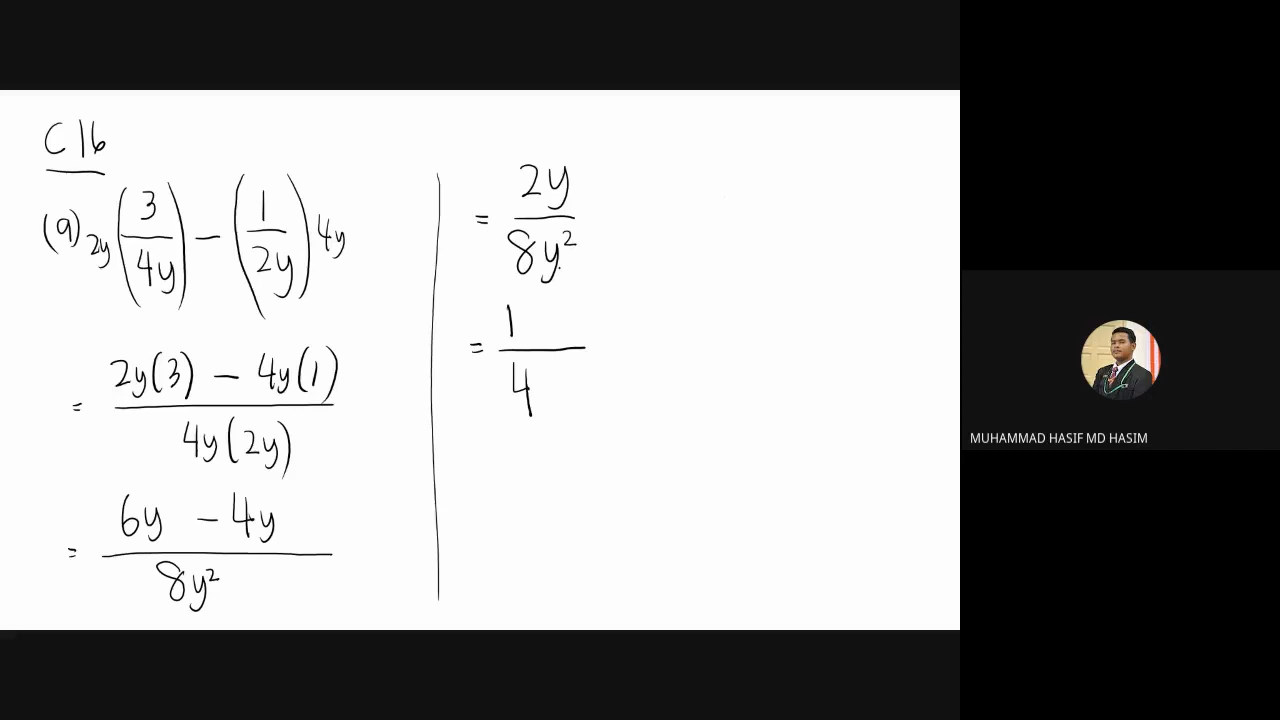 C16
(a) 2y(3/4y) - (1/2y)4y
= 2y(3) - 4y(1) / 4y(2y)
= 6y - 4y / 8y²
= 2y / 8y²
= 1 / 4
MUHAMMAD HASIF MD HASIM